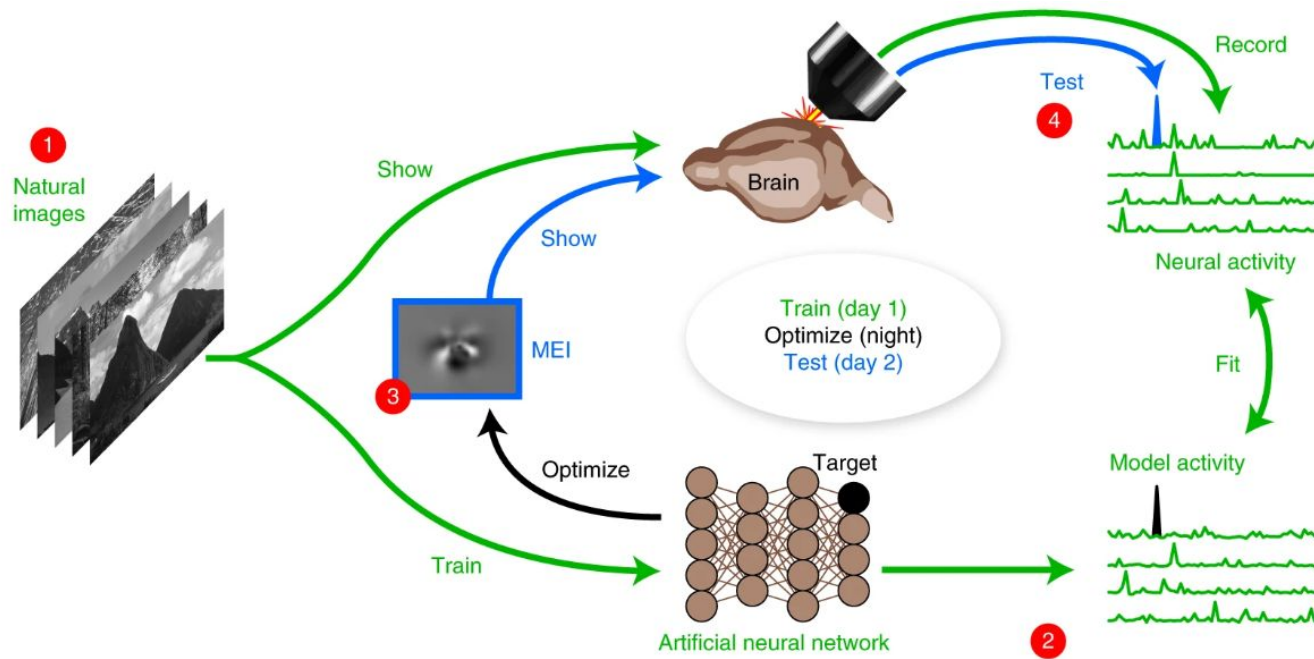 1
Natural
images
Show
Show
MEI
3
Optimize
Train
Brain
Train (day 1)
Optimize (night)
Test (day 2)
Target
Artificial neural network
Record
Test
4
Neural activity
Fit
Model activity
2